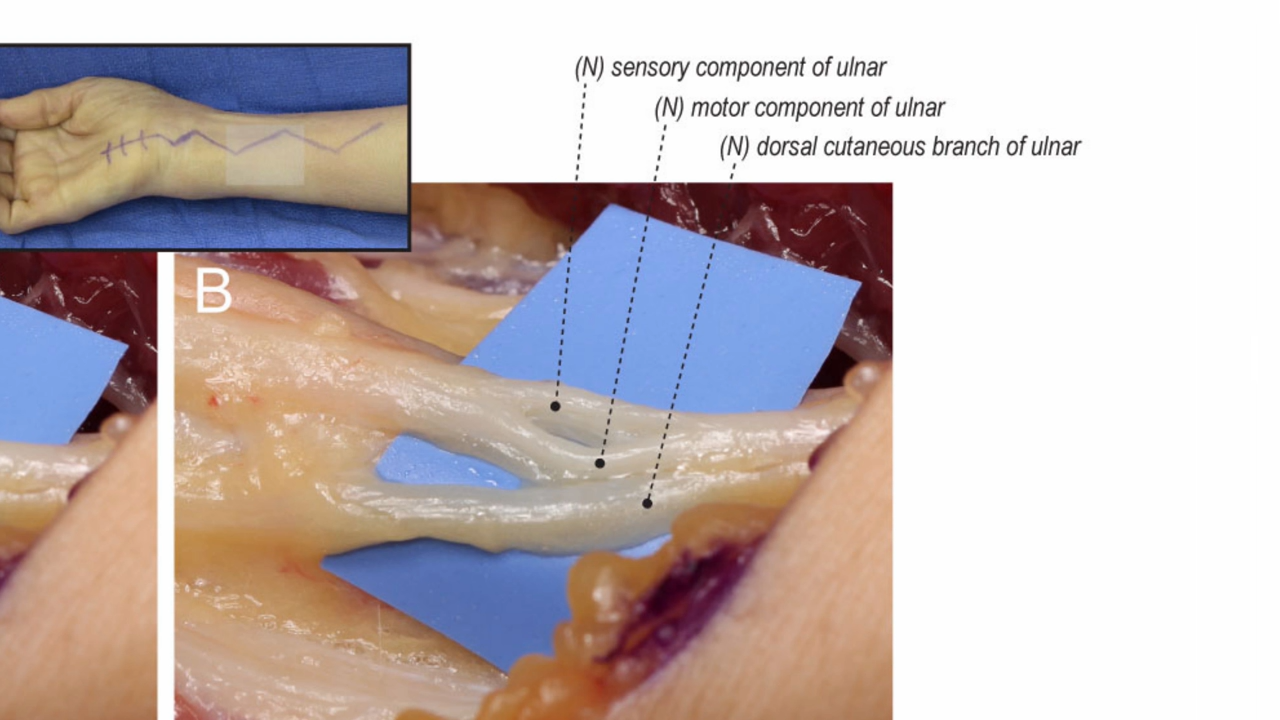 (N) sensory component of ulnar
(N) motor component of ulnar
(N) dorsal cutaneous branch of ulnar
B